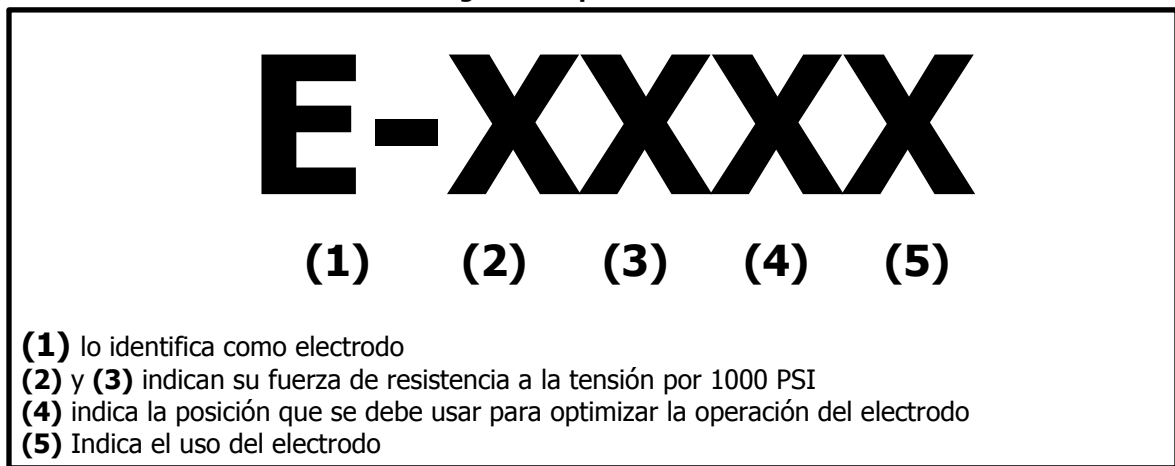 E-XXXX
(1) (2) (3) (4) (5)
(1) lo identifica como electrodo
(2) y (3) indican su fuerza de resistencia a la tensión por 1000 PSI
(4) indica la posición que se debe usar para optimizar la operación del electrodo
(5) Indica el uso del electrodo